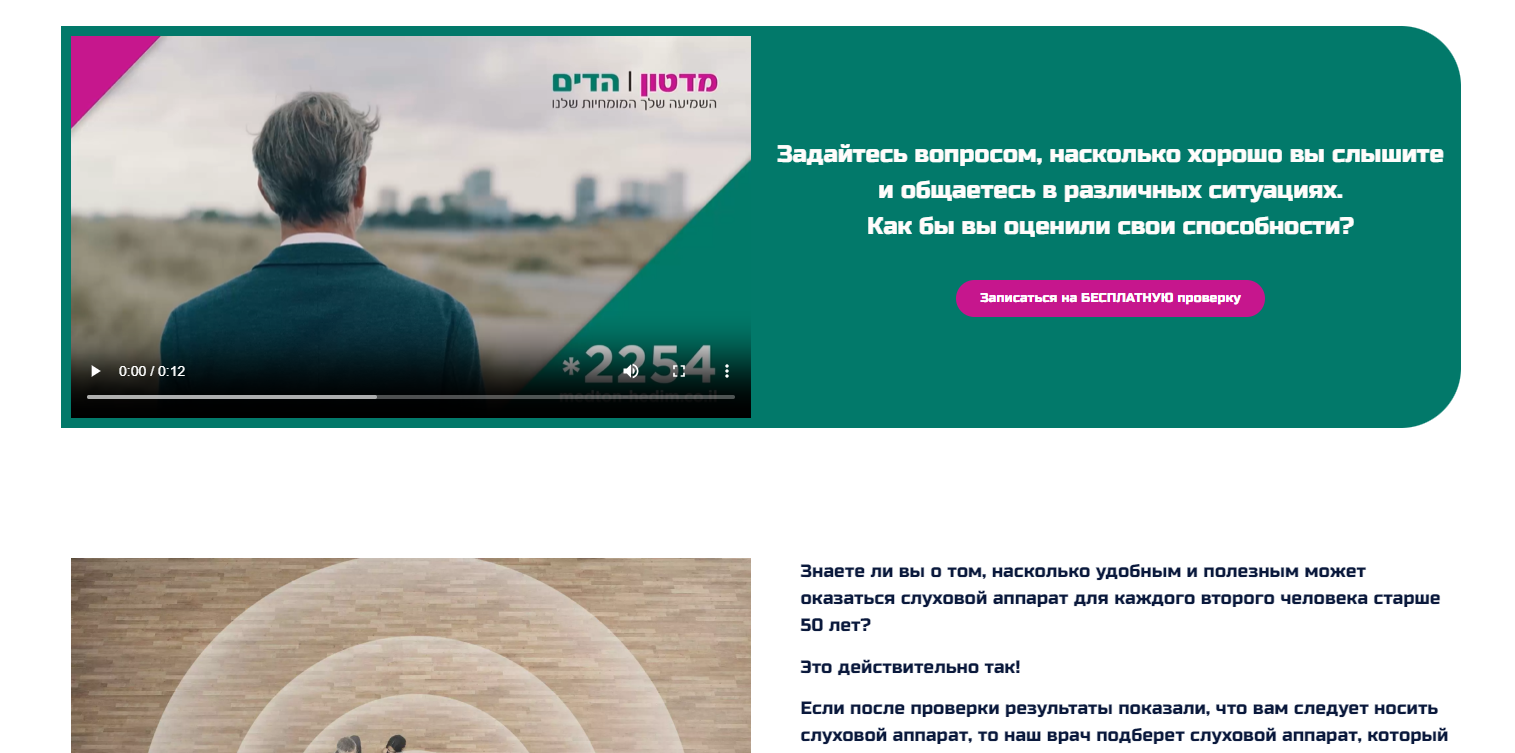 מדטון | הדים
השמיעה שלך המומחיות שלנו
*2254
medton-hedim.co.il
0:00 / 0:12
Задайтесь вопросом, насколько хорошо вы слышите
и общаетесь в различных ситуациях.
Как бы вы оценили свои способности?
Записаться на БЕСПЛАТНУЮ проверку
Знаете ли вы о том, насколько удобным и полезным может
оказаться слуховой аппарат для каждого второго человека старше
50 лет?
Это действительно так!
Если после проверки результаты показали, что вам следует носить
слуховой аппарат, то наш врач подберет слуховой аппарат, который